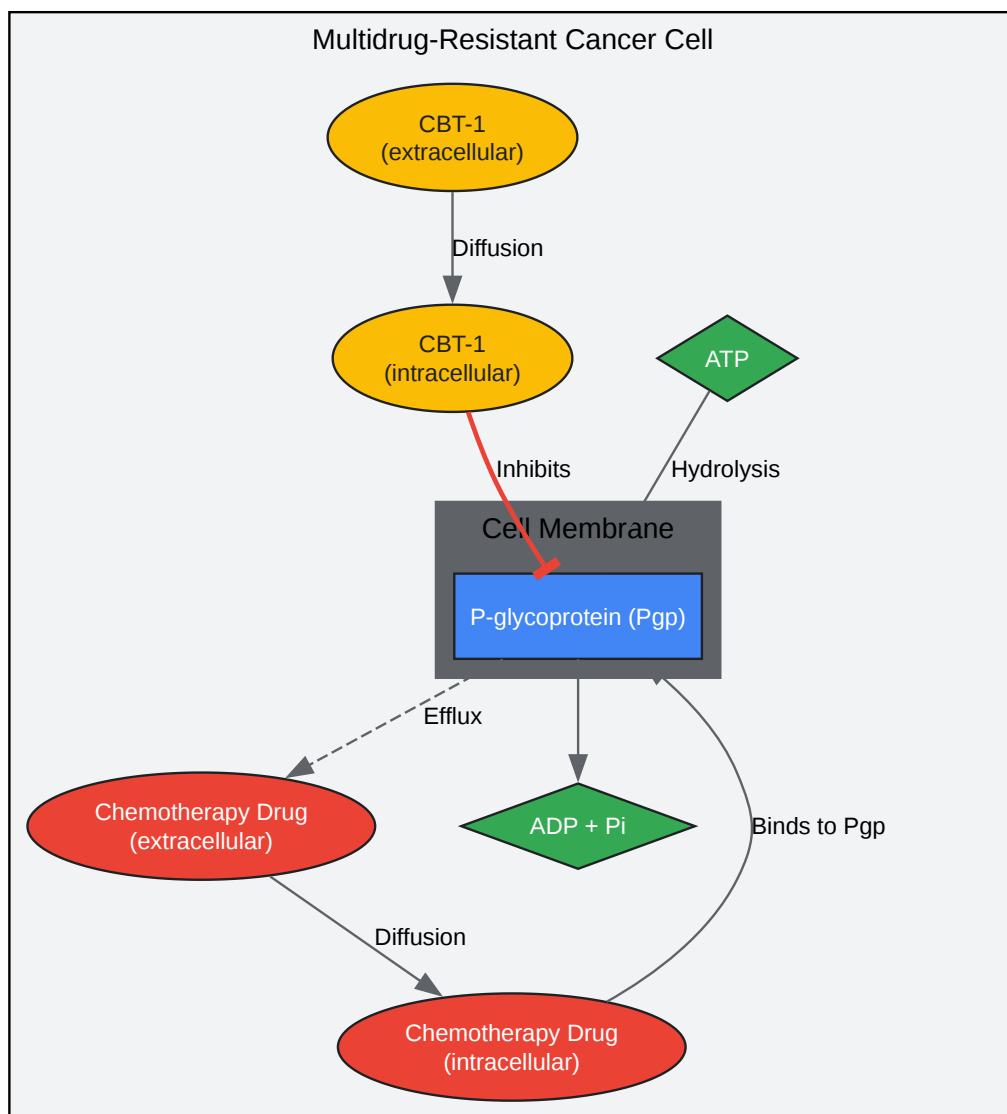 Multidrug-Resistant Cancer Cell
CBT-1
(extracellular)
Diffusion
CBT-1
(intracellular)
ATP
Inhibits
Hydrolysis
Cell Membrane
P-glycoprotein (Pgp)
Efflux
Chemotherapy Drug
(extracellular)
ADP + Pi
Binds to Pgp
Diffusion
Chemotherapy Drug
(intracellular)